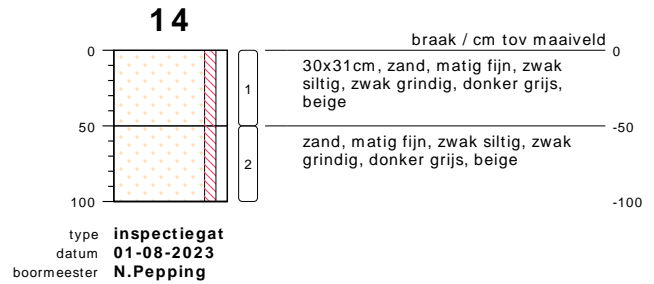 14
braak / cm tov maaiveld
0
0
30x31cm, zand, matig fijn, zwak
siltig, zwak grindig, donker grijs,
beige
1
50
-50
zand, matig fijn, zwak siltig, zwak
grindig, donker grijs, beige
2
100
-100
type inspectiegat
datum 01-08-2023
boormeester N.Pepping